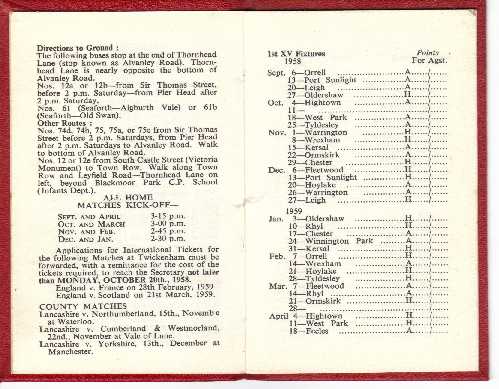 Directions to Ground :
The following buses stop at the end of Thornhead
Lane (stop known as Alvanley Road). Thorn-
head Lane is nearly opposite the bottom of
Alvanley Road.
Nos. 12a or 12b—from Sir Thomas Street,
before 2 p.m. Saturday—from Pier Head after
2 p.m. Saturday.
No. 61 (Seaforth—Aigburth Vale) or 61b
(Seaforth—Old Swan).
Other Routes :
Nos. 74d, 74b, 75, 75a, or 75c from Sir Thomas
Street before 2 p.m. Saturdays, from Pier Head
after 2 p.m. Saturdays to Alvanley Road. Walk
to bottom of Alvanley Road.
Nos. 12 or 12c from South Castle Street (Victoria
Monument) to Town Row. Walk along Town
Row and Leyfield Road—Thornhead Lane on
left, beyond Blackmoor Park C.P. School
(Infants Dept.).
ALL HOME
MATCHES KICK-OFF—
SEPT. AND APRIL 3-15 p.m.
OCT. AND MARCH 3-00 p.m.
NOV. AND FEB. 2-45 p.m.
DEC. AND JAN. 2-30 p.m.
Applications for International Tickets for
the following Matches at Twickenham must be
forwarded, with a remittance for the cost of the
tickets required, to reach the Secretary not later
than MONDAY, OCTOBER 20th., 1958.
England v. France on 28th February, 1959
England v. Scotland on 21st March, 1959.
COUNTY MATCHES
Lancashire v. Northumberland, 15th., Novembe
at Waterloo.
Lancashire v. Cumberland & Westmorland,
22nd., November at Vale of Lune.
Lancashire v. Yorkshire, 13th., December at
Manchester.
1st XV Fixtures Points
1958 For Agst.
Sept. 6—Orrell A
13—Port Sunlight A
20—Leigh A
27—Oldershaw H
Oct. 4—Hightown A
11—
18—West Park A
25—Tyldesley A
Nov. 1—Warrington H
8—Wrexham H
15—Kersal A
22—Ormskirk A
29—Chester H
Dec. 6—Fleetwood H
13—Port Sunlight H
20—Hoylake A
26—Warrington A
27—Leigh H
1959
Jan. 3—Oldershaw H
10—Rhyl H
17—Chester A
24—Winnington Park A
31—Kersal H
Feb. 7—Orrell H
14—Wrexham A
21—Hoylake H
28—Tyldesley H
Mar. 7—Fleetwood A
14—Rhyl A
21—Ormskirk H
28—
April 4—Hightown H
11—West Park H
18—Eccles A